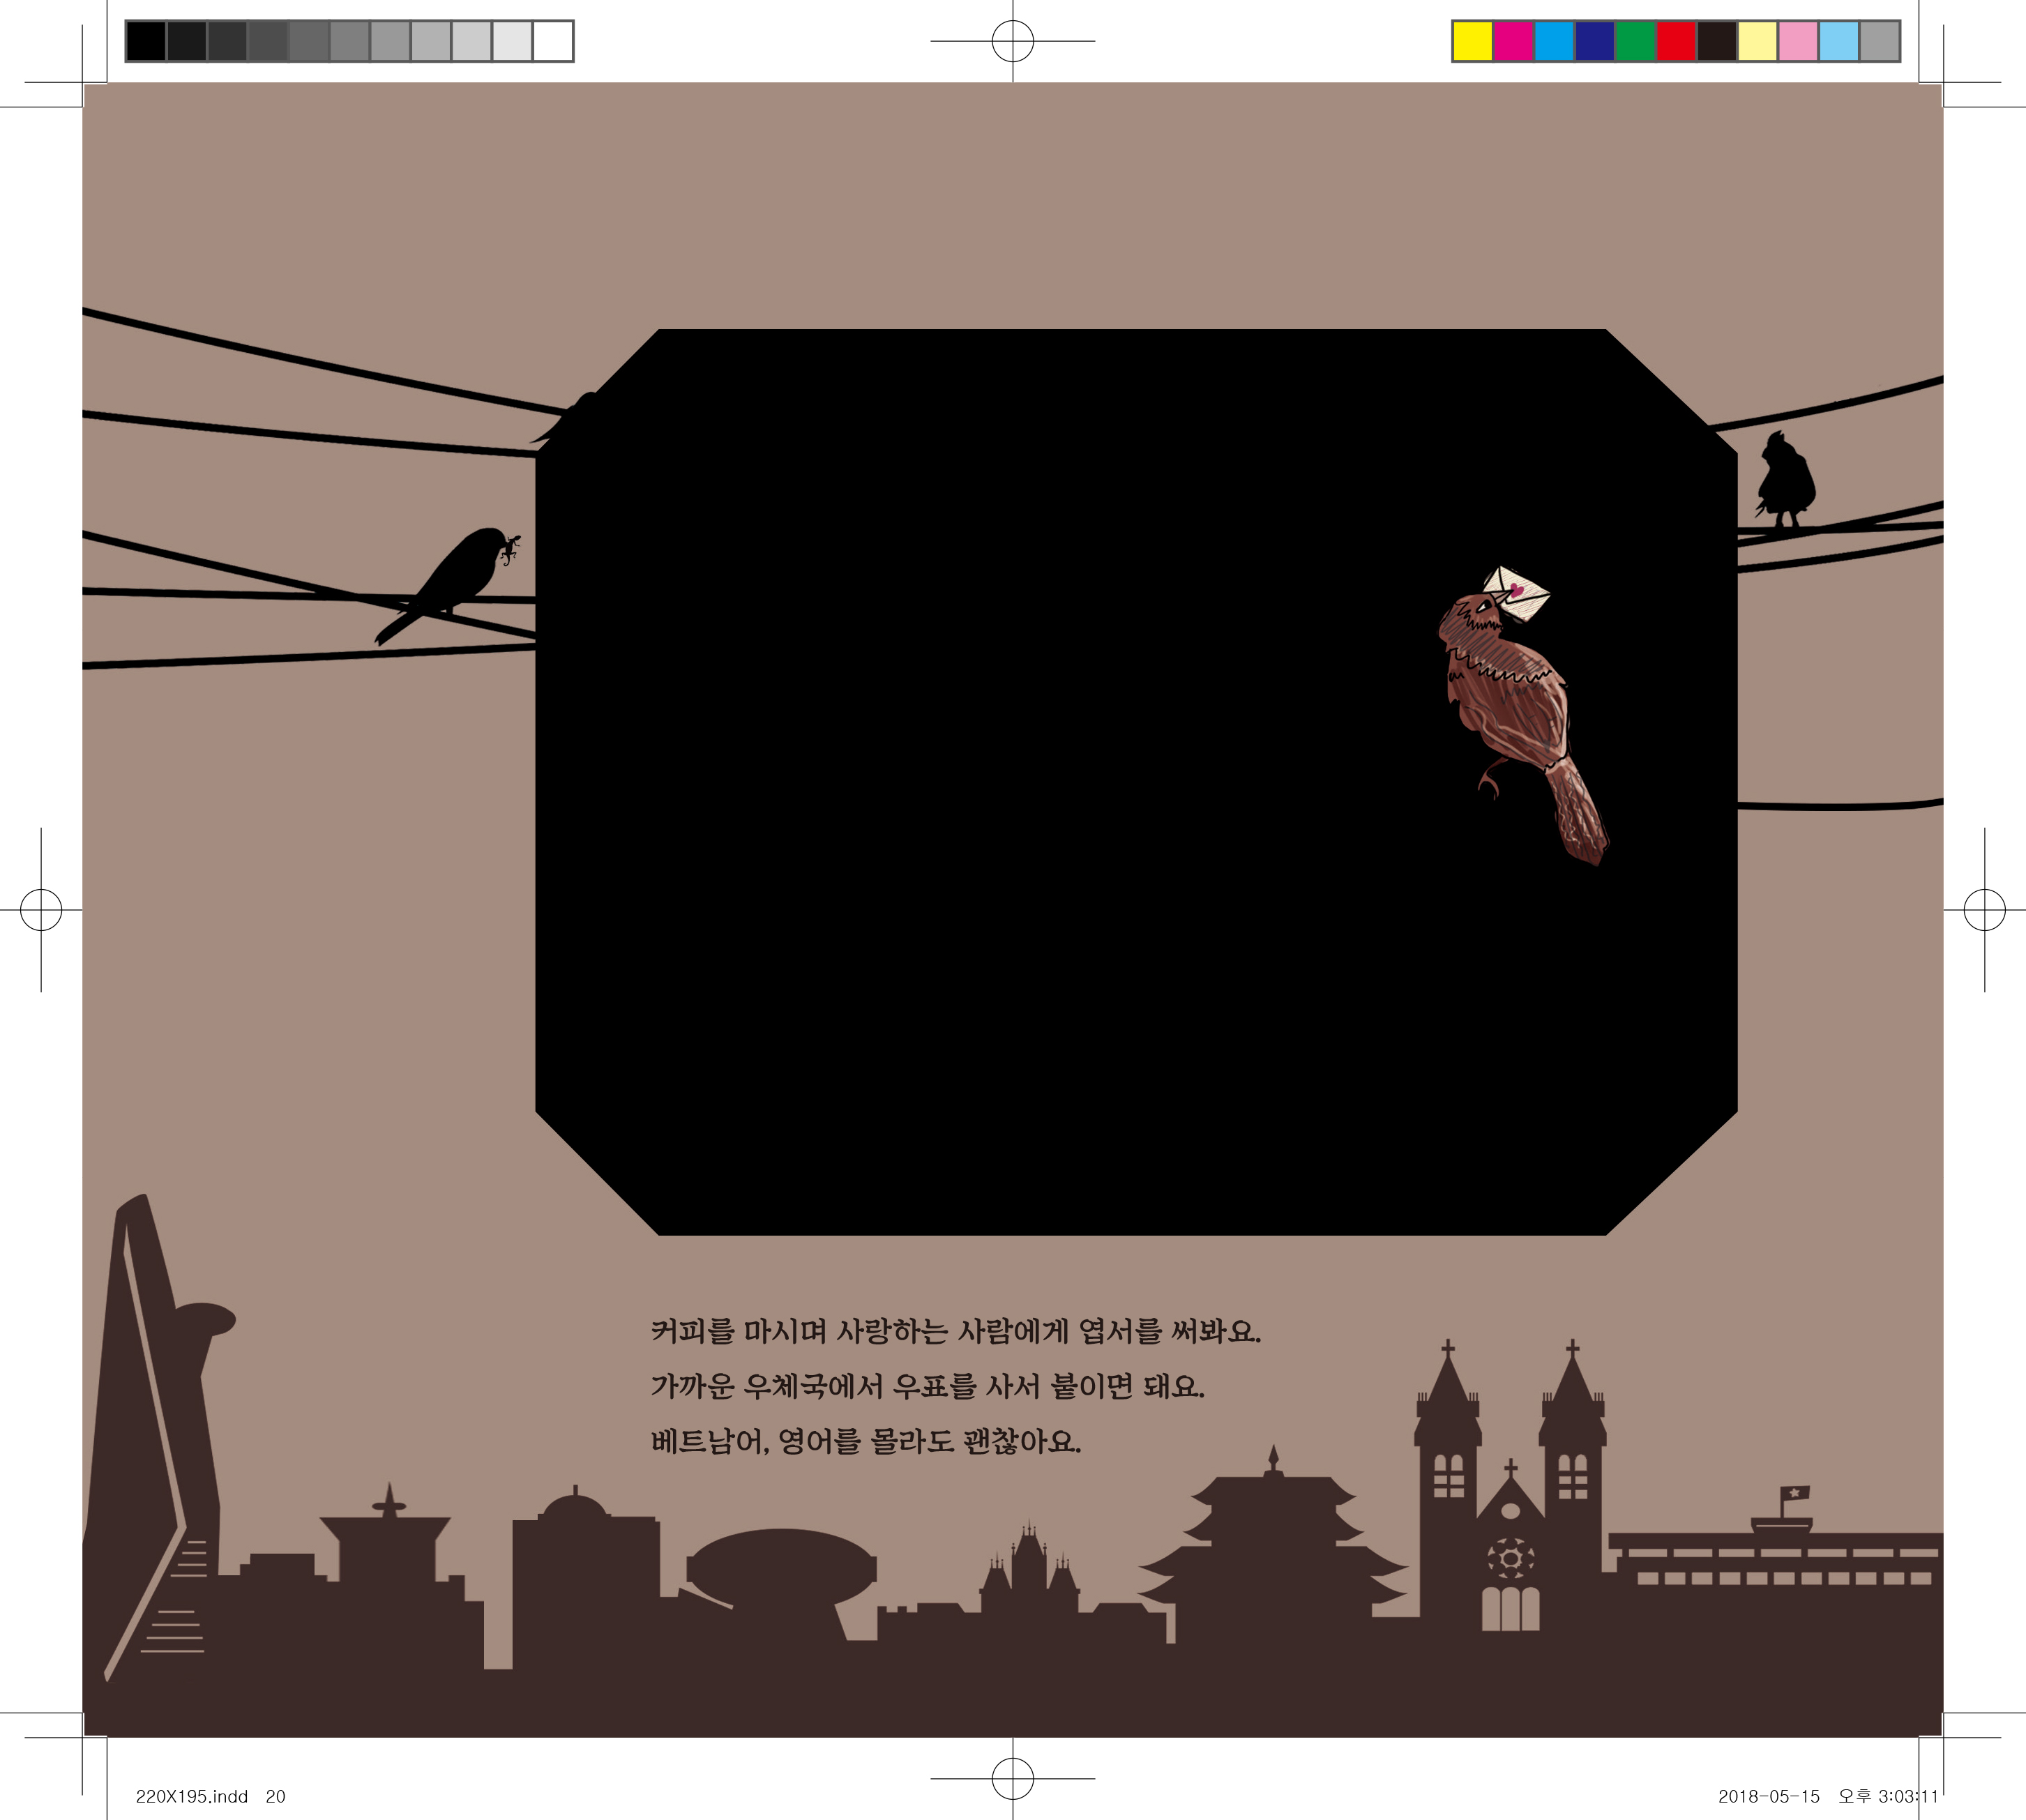 커피를 마시며 사랑하는 사람에게 엽서를 써봐요.
가까운 우체국에서 우표를 사서 붙이면 돼요.
베트남어, 영어를 몰라도 괜찮아요.
220X195.indd 20
2018-05-15 오후 3:03:11